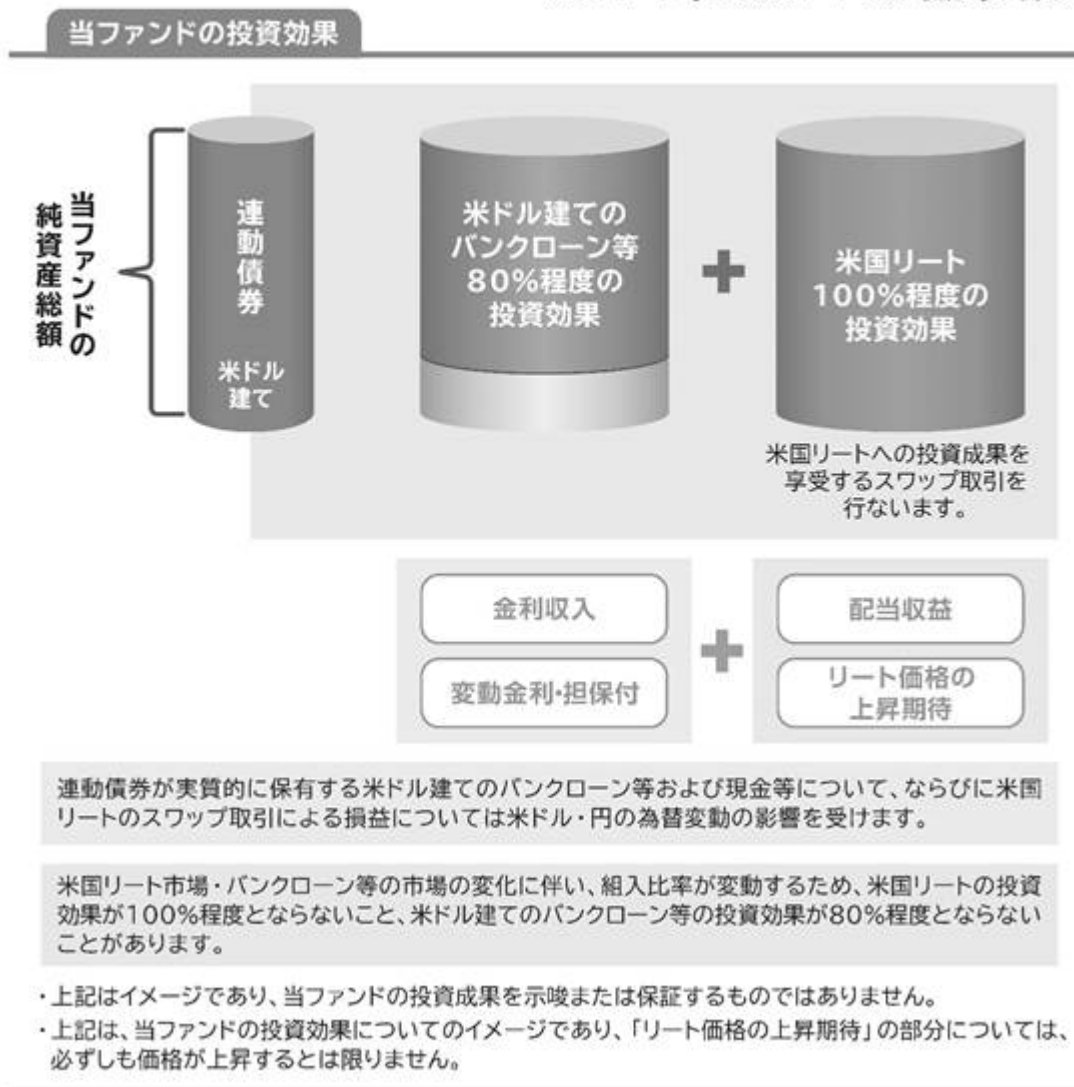 当ファンドの投資効果
当ファンドの
純資産総額
連動債券
米ドル
建て
米ドル建ての
バンクローン等
80%程度の
投資効果
+
米国リート
100%程度の
投資効果
米国リートへの投資成果を
享受するスワップ取引を
行ないます。
金利収入
変動金利・担保付
+
配当収益
リート価格の
上昇期待
連動債券が実質的に保有する米ドル建てのバンクローン等および現金等について、ならびに米国
リートのスワップ取引による損益については米ドル・円の為替変動の影響を受けます。
米国リート市場・バンクローン等の市場の変化に伴い、組入比率が変動するため、米国リートの投資
効果が100%程度とならないこと、米ドル建てのバンクローン等の投資効果が80%程度とならない
ことがあります。
・上記はイメージであり、当ファンドの投資成果を示唆または保証するものではありません。
・上記は、当ファンドの投資効果についてのイメージであり、「リート価格の上昇期待」の部分については、
必ずしも価格が上昇するとは限りません。